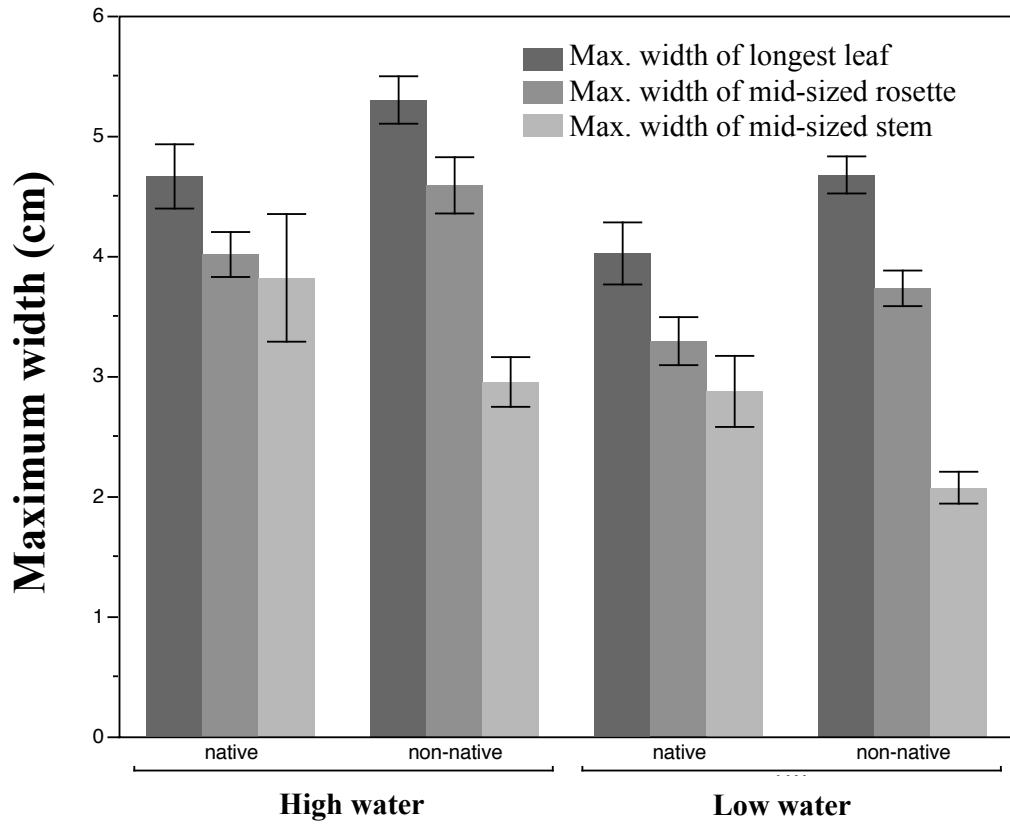 6
Max. width of longest leaf
Max. width of mid-sized rosette
Max. width of mid-sized stem
5
4
3
2
1
0
Maximum width (cm)
native non-native native non-native
High water Low water